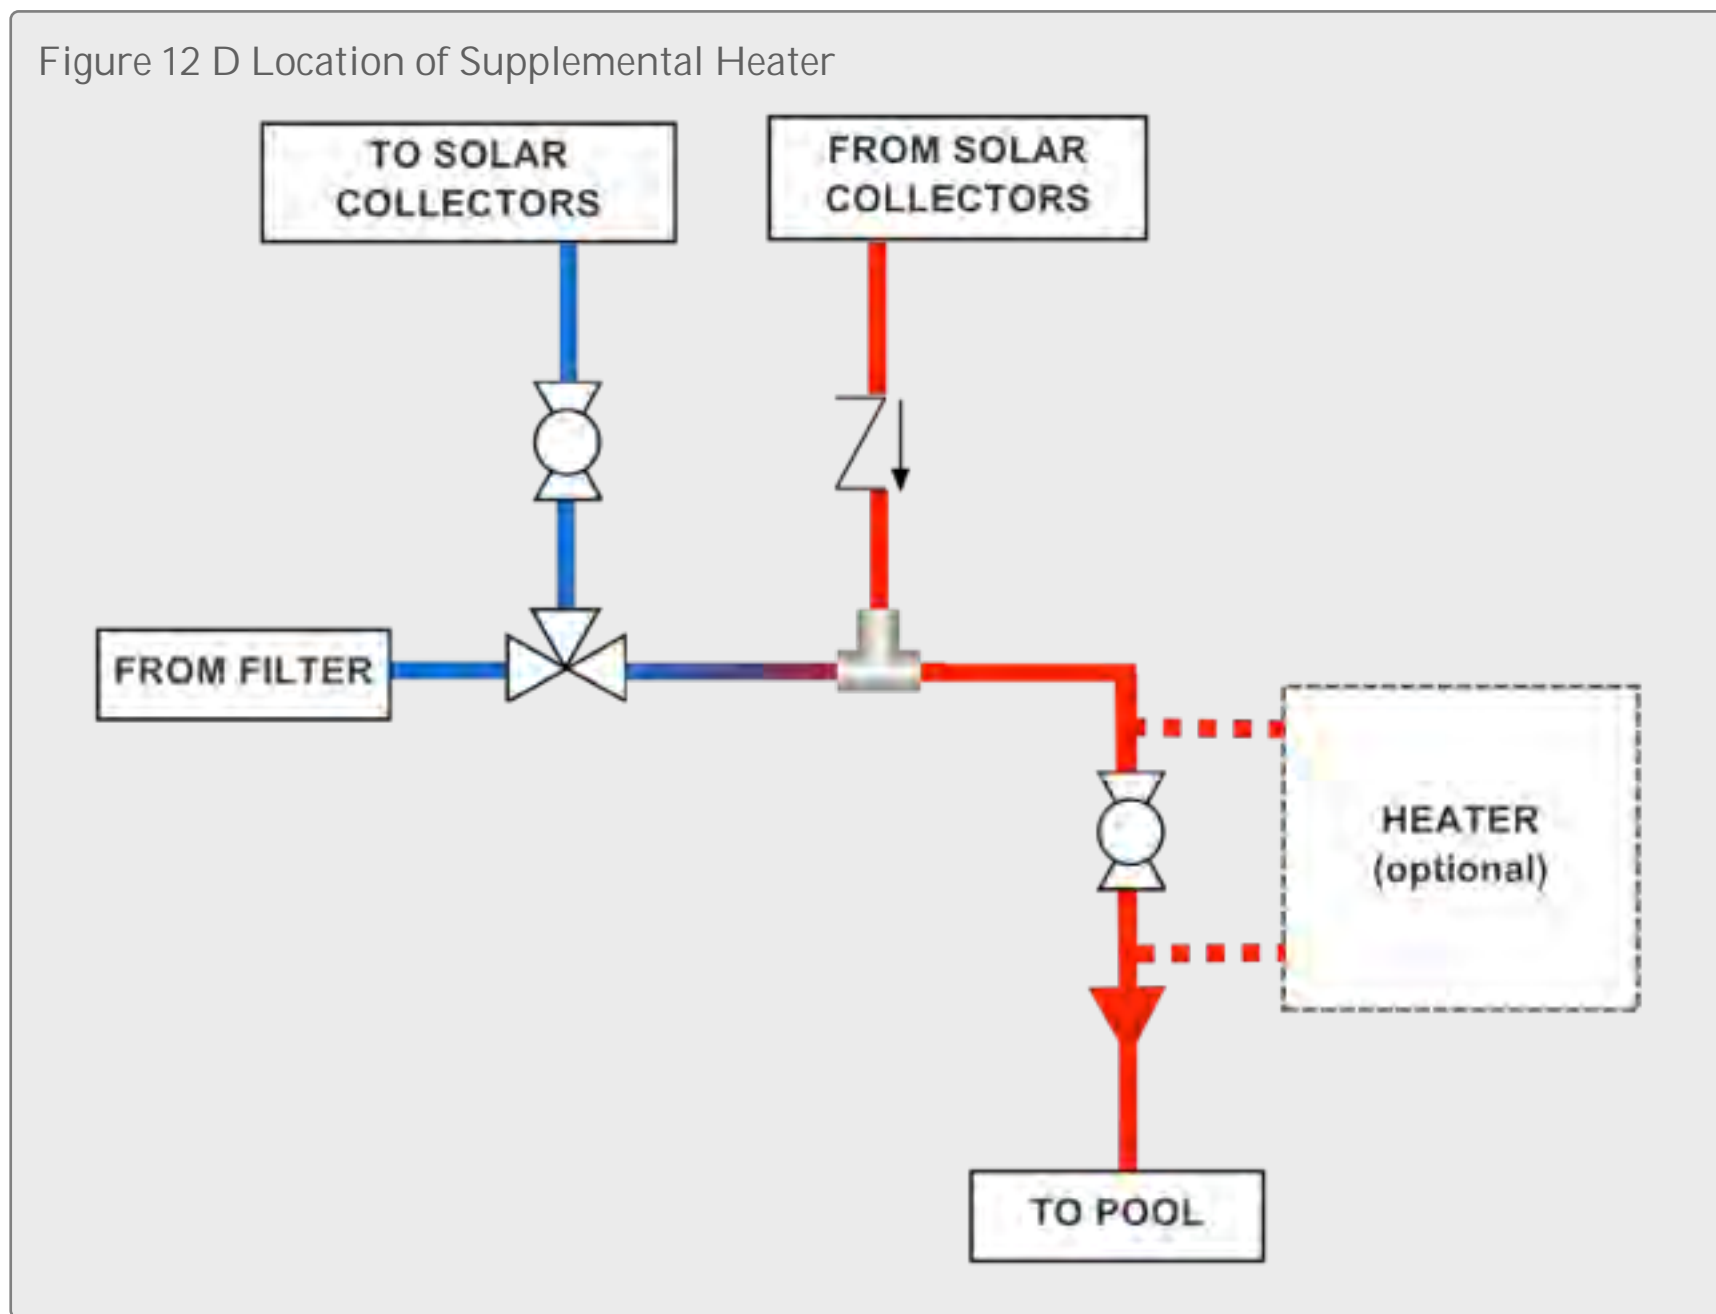 Figure 12 D Location of Supplemental Heater
TO SOLAR
COLLECTORS
FROM SOLAR
COLLECTORS
FROM FILTER
HEATER
(optional)
TO POOL